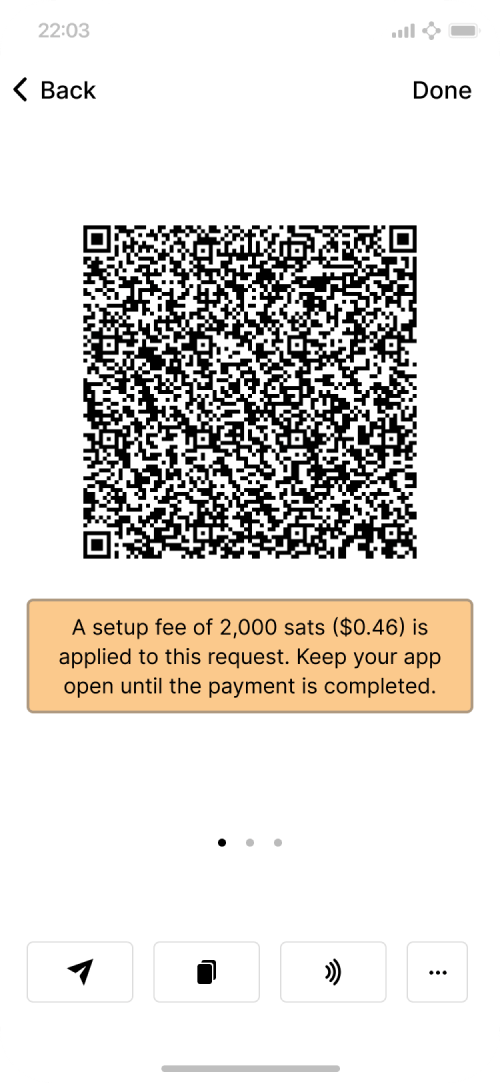 22:03
Back
Done
A setup fee of 2,000 sats ($0.46) is
applied to this request. Keep your app
open until the payment is completed.